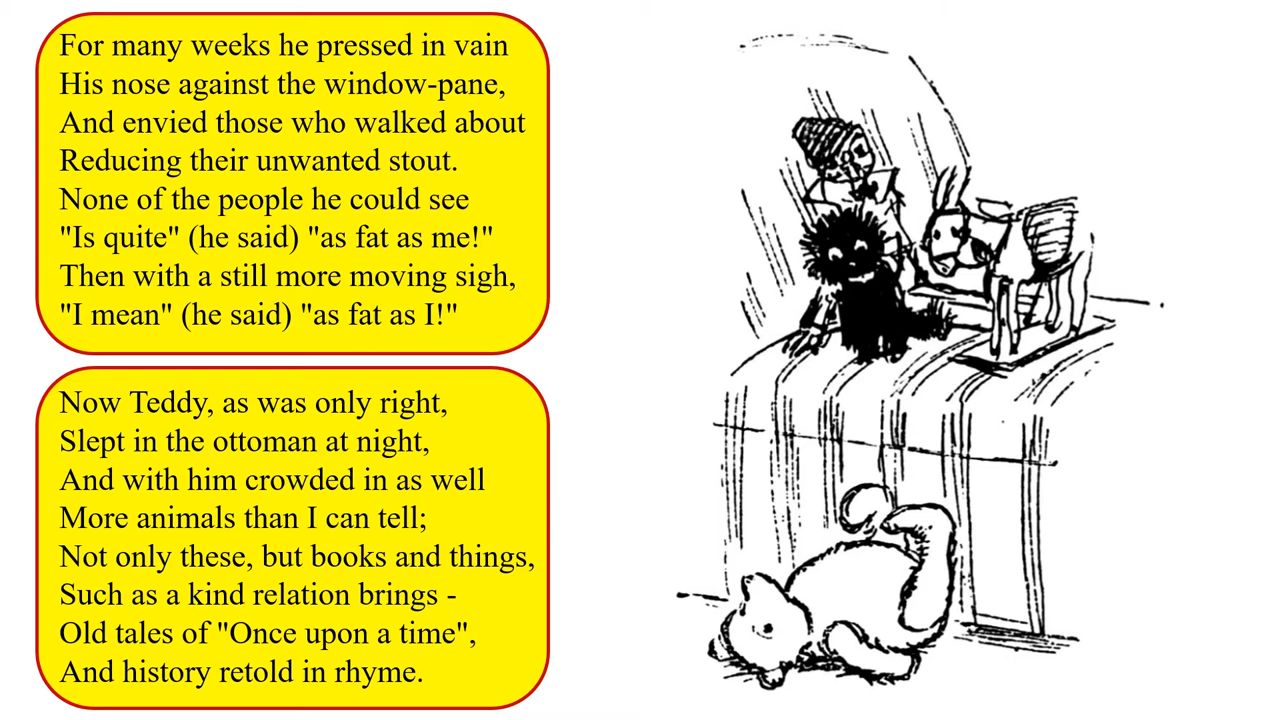 For many weeks he pressed in vain
His nose against the window-pane,
And envied those who walked about
Reducing their unwanted stout.
None of the people he could see
"Is quite" (he said) "as fat as me!"
Then with a still more moving sigh,
"I mean" (he said) "as fat as I!"
Now Teddy, as was only right,
Slept in the ottoman at night,
And with him crowded in as well
More animals than I can tell;
Not only these, but books and things,
Such as a kind relation brings -
Old tales of "Once upon a time",
And history retold in rhyme.